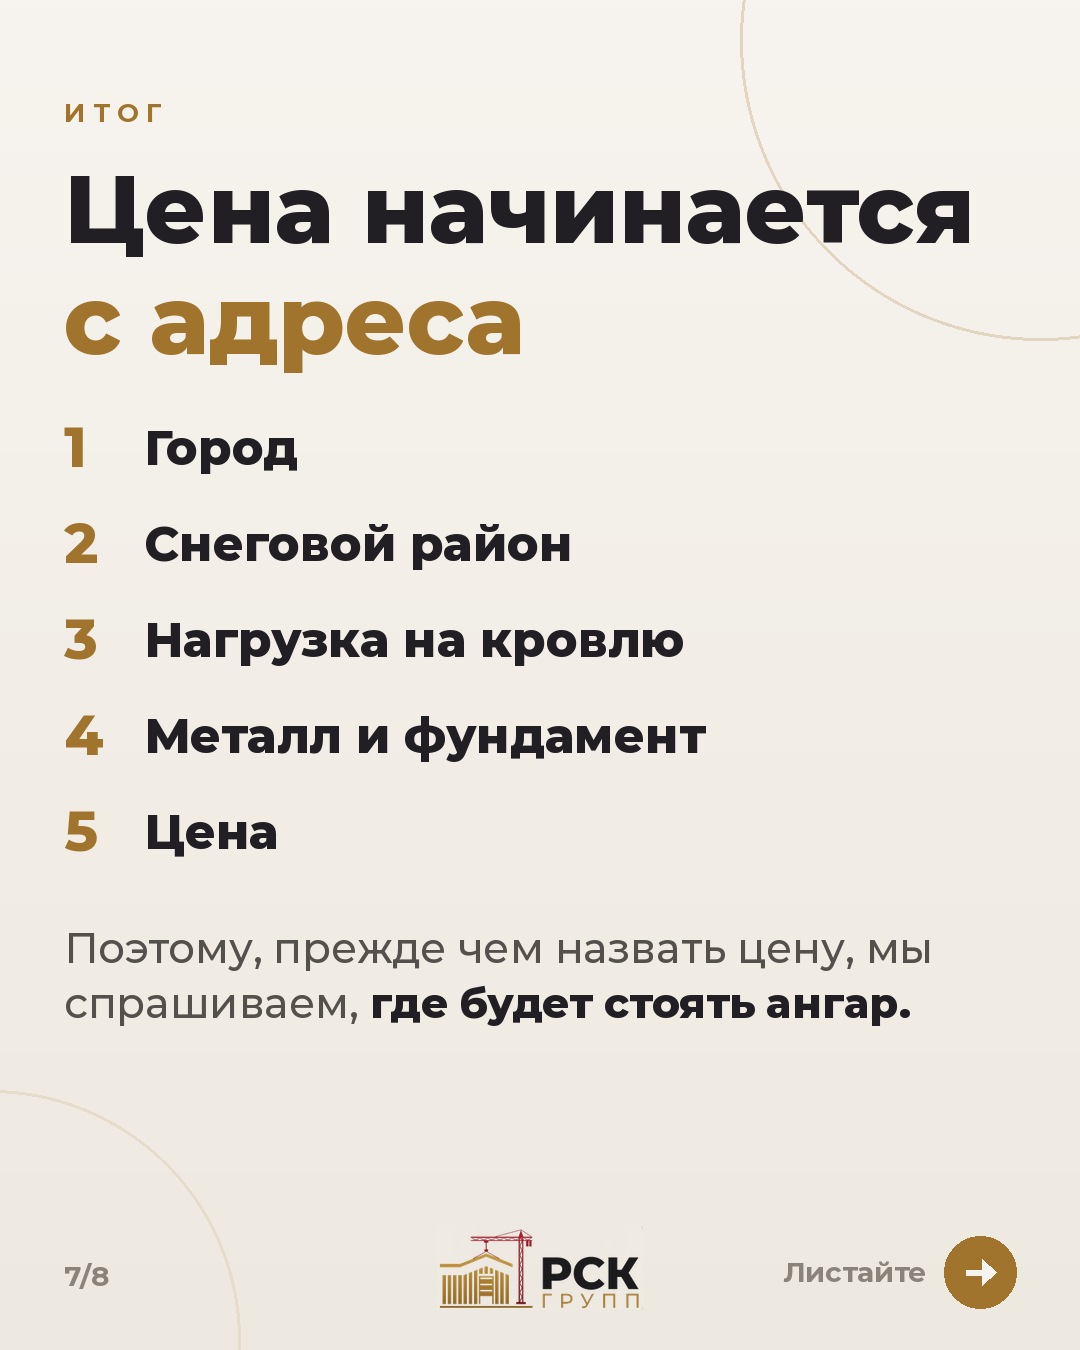 ИТОГ
Цена начинается
с адреса
1 Город
2 Снеговой район
3 Нагрузка на кровлю
4 Металл и фундамент
5 Цена
Поэтому, прежде чем назвать цену, мы
спрашиваем, где будет стоять ангар.
7/8
РСК
ГРУПП
Листайте